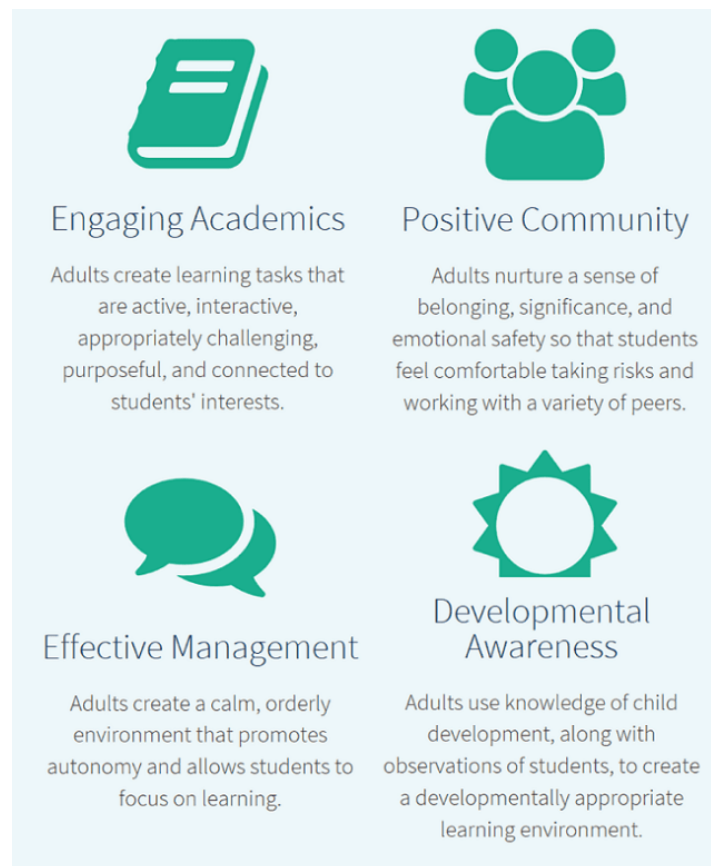 Engaging Academics
Adults create learning tasks that
are active, interactive,
appropriately challenging,
purposeful, and connected to
students' interests.
Positive Community
Adults nurture a sense of
belonging, significance, and
emotional safety so that students
feel comfortable taking risks and
working with a variety of peers.
Effective Management
Adults create a calm, orderly
environment that promotes
autonomy and allows students to
focus on learning.
Developmental
Awareness
Adults use knowledge of child
development, along with
observations of students, to create
a developmentally appropriate
learning environment.